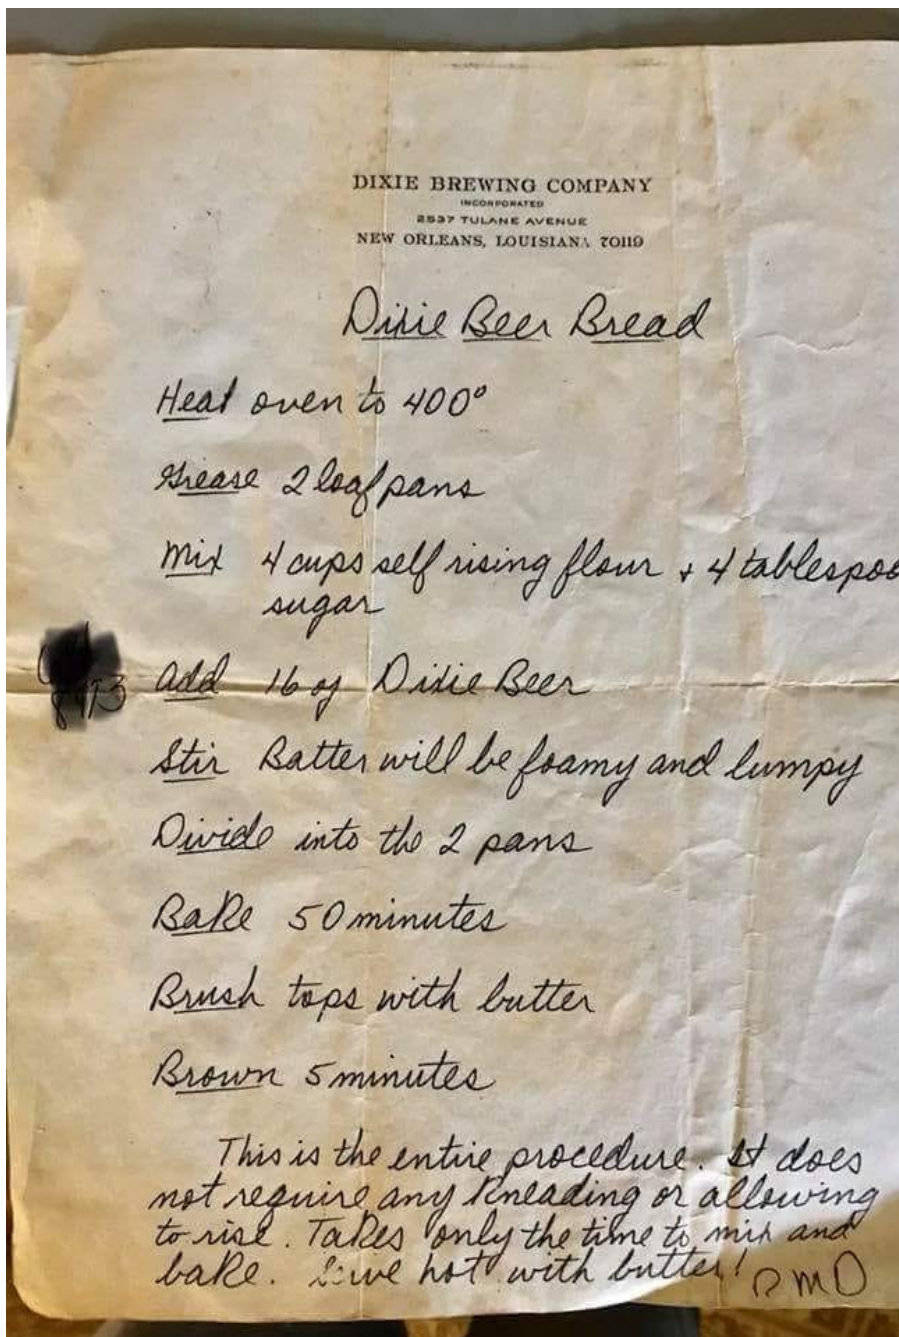 DIXIE BREWING COMPANY
INCORPORATED
2537 TULANE AVENUE
NEW ORLEANS, LOUISIANA 70119
Dixie Beer Bread
Heat oven to 400°
Grease 2 loaf pans
Mix 4 cups self rising flour + 4 tablespoo
sugar
Add 16 oz Dixie Beer
Stir Batter will be foamy and lumpy
Divide into the 2 pans
Bake 50 minutes
Brush tops with butter
Brown 5 minutes
This is the entire procedure. It does
not require any kneading or allowing
to rise. Takes only the time to mix and
bake. Serve hot with butter!